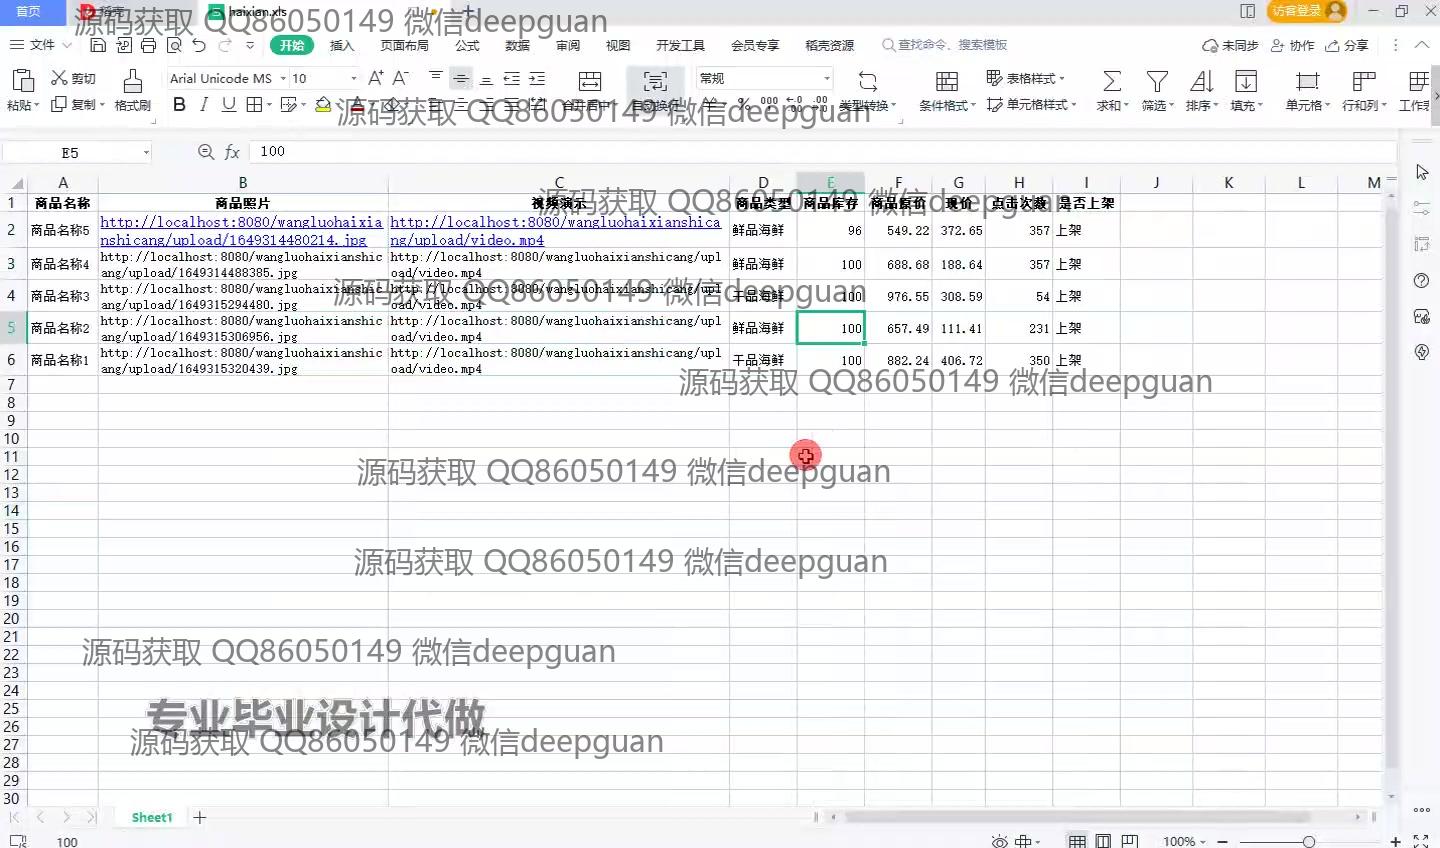 首页
稻壳
haixian.xls
访客登录
源码获取 QQ86050149 微信deepguan
文件 开始 插入 页面布局 公式 数据 审阅 视图 开发工具 会员专享 稻壳资源 查找命令、搜索模板 未同步 协作 分享
剪切 Arial Unicode MS 10 常规 表格样式
粘贴 复制 格式刷 类型转换 条件格式 单元格样式 求和 筛选 排序 填充 单元格 行和列
源码获取 QQ86050149 微信deepguan
E5 fx 100
A B C D E F G H I J K L M
源码获取 QQ86050149 微信deepguan
1 商品名称 商品照片 视频演示 商品类型 商品库存 商品原价 现价 点击次数 是否上架
2 商品名称5 http://localhost:8080/wangluohaixianshicang/upload/1649314480214.jpg http://localhost:8080/wangluohaixianshicang/upload/video.mp4 鲜品海鲜 96 549.22 372.65 357 上架
3 商品名称4 http://localhost:8080/wangluohaixianshicang/upload/1649314488385.jpg http://localhost:8080/wangluohaixianshicang/upload/video.mp4 鲜品海鲜 100 688.68 188.64 357 上架
4 商品名称3 http://localhost:8080/wangluohaixianshicang/upload/1649315294480.jpg http://localhost:8080/wangluohaixianshicang/upload/video.mp4 干品海鲜 100 976.55 308.59 54 上架
源码获取 QQ86050149 微信deepguan
5 商品名称2 http://localhost:8080/wangluohaixianshicang/upload/1649315306956.jpg http://localhost:8080/wangluohaixianshicang/upload/video.mp4 鲜品海鲜 100 657.49 111.41 231 上架
6 商品名称1 http://localhost:8080/wangluohaixianshicang/upload/1649315320439.jpg http://localhost:8080/wangluohaixianshicang/upload/video.mp4 干品海鲜 100 882.24 406.72 350 上架
源码获取 QQ86050149 微信deepguan
7
8
9
10
11
12
源码获取 QQ86050149 微信deepguan
13
14
15
16
17
源码获取 QQ86050149 微信deepguan
18
19
20
21
22
源码获取 QQ86050149 微信deepguan
23
24
25
26
专业毕业设计代做
27
源码获取 QQ86050149 微信deepguan
28
29
30
Sheet1
100 100%